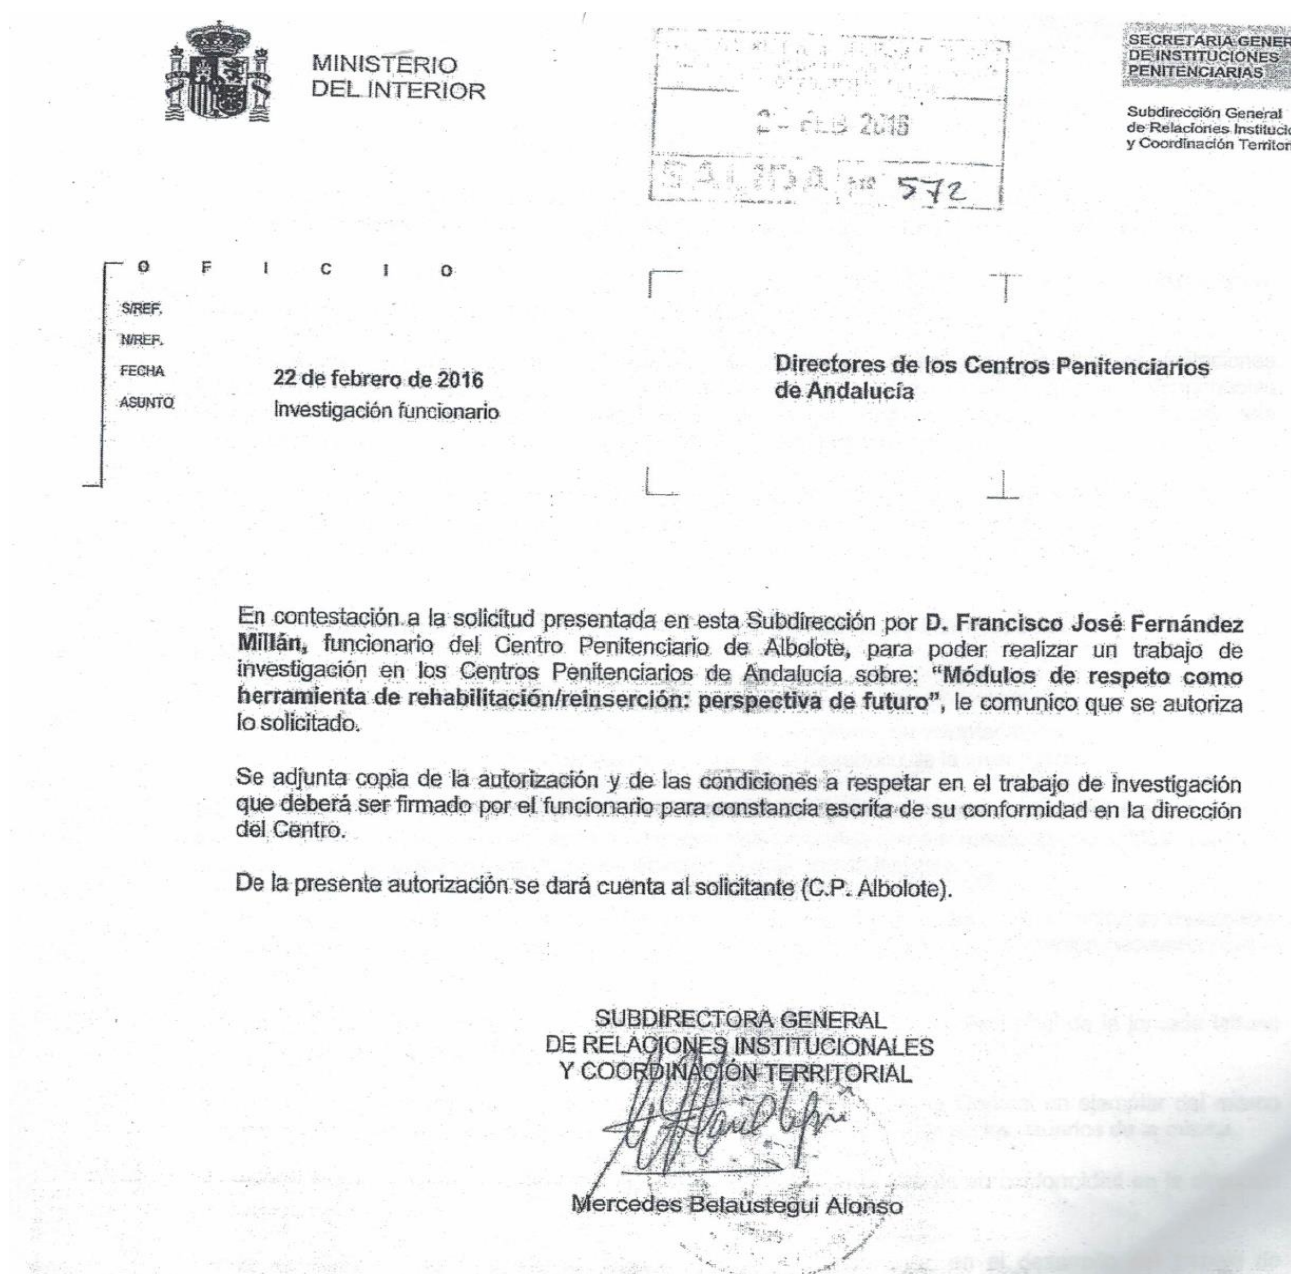 MINISTERIO
DEL INTERIOR
FEB 2016
SALIDA nº 572
SECRETARIA GENER
DE INSTITUCIONES
PENITENCIARIAS
Subdirección General
de Relaciones Institucio
y Coordinación Territor
O F I C I O
S/REF.
N/REF.
FECHA 22 de febrero de 2016
ASUNTO Investigación funcionario
Directores de los Centros Penitenciarios
de Andalucía
En contestación a la solicitud presentada en esta Subdirección por D. Francisco José Fernández
Millán, funcionario del Centro Penitenciario de Albolote, para poder realizar un trabajo de
investigación en los Centros Penitenciarios de Andalucía sobre: “Módulos de respeto como
herramienta de rehabilitación/reinserción: perspectiva de futuro”, le comunico que se autoriza
lo solicitado.
Se adjunta copia de la autorización y de las condiciones a respetar en el trabajo de investigación
que deberá ser firmado por el funcionario para constancia escrita de su conformidad en la dirección
del Centro.
De la presente autorización se dará cuenta al solicitante (C.P. Albolote).
SUBDIRECTORA GENERAL
DE RELACIONES INSTITUCIONALES
Y COORDINACIÓN TERRITORIAL
Mercedes Belaústegui Alonso